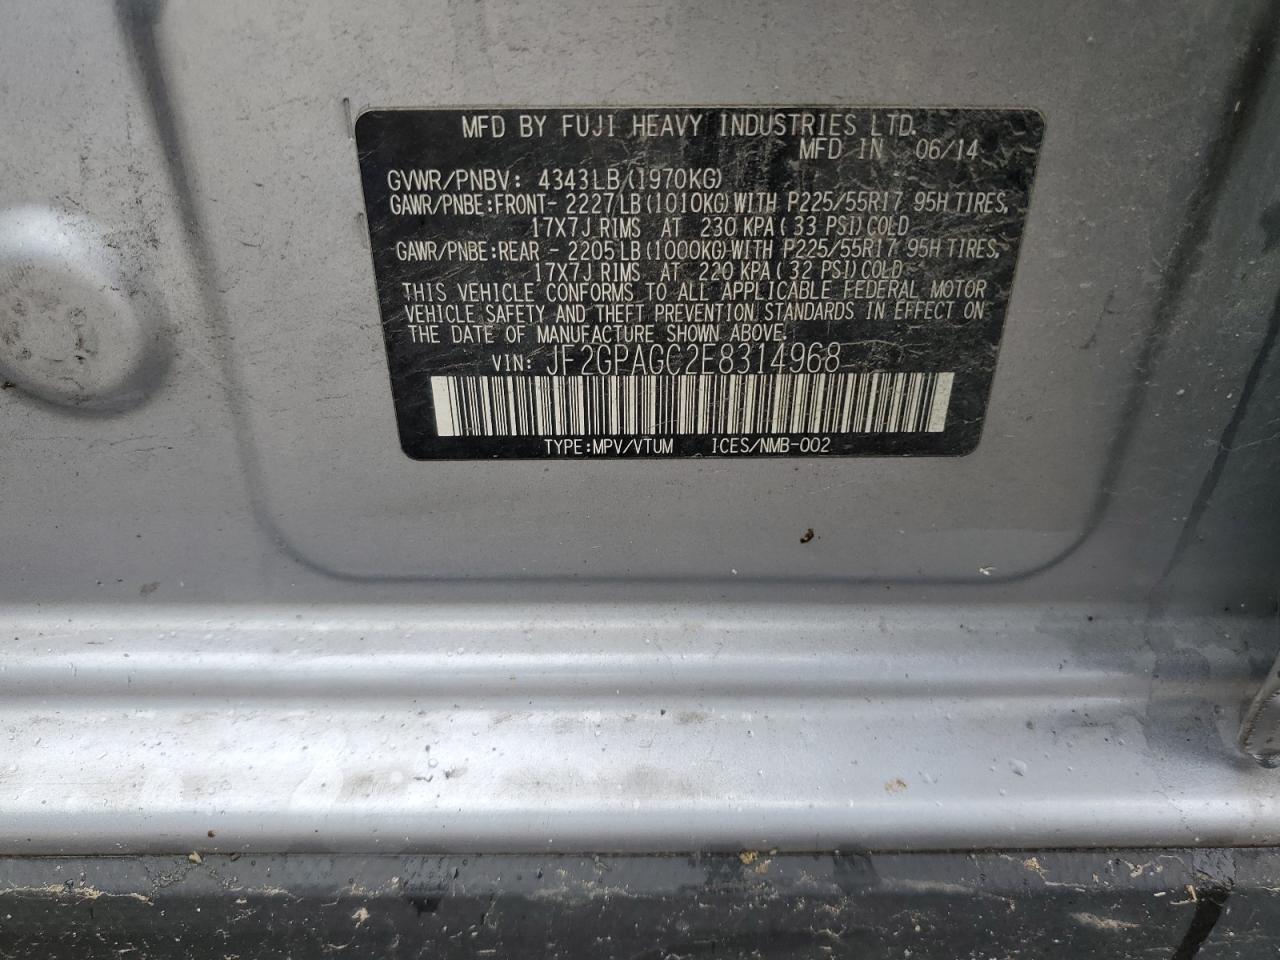 MFD BY FUJI HEAVY INDUSTRIES LTD.
MFD IN 06/14
GVWR/PNBV: 4343LB(1970KG)
GAWR/PNBE:FRONT- 2227LB(1010KG)WITH P225/55R17 95H TIRES,
17X7J RIMS AT 230 KPA(33 PSI)COLD
GAWR/PNBE:REAR - 2205LB(1000KG)WITH P225/55R17 95H TIRES,
17X7J RIMS AT 220 KPA(32 PSI)COLD
THIS VEHICLE CONFORMS TO ALL APPLICABLE FEDERAL MOTOR
VEHICLE SAFETY AND THEFT PREVENTION STANDARDS IN EFFECT ON
THE DATE OF MANUFACTURE SHOWN ABOVE.
VIN: JF2GPAGC2E8314968
TYPE:MPV/VTUM ICES/NMB-002